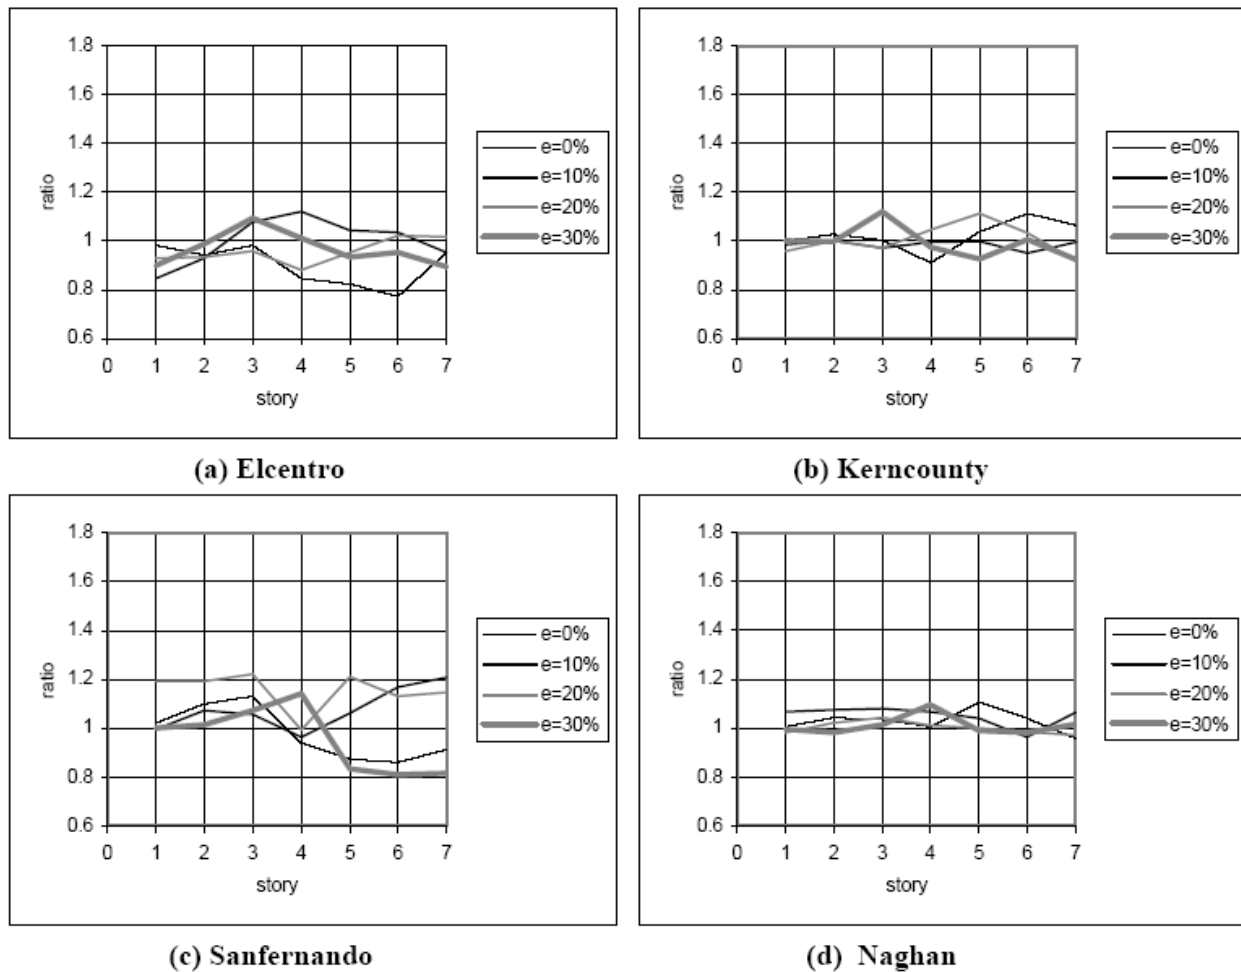 1.8
1.6
1.4
1.2
1
0.8
0.6
ratio
0 1 2 3 4 5 6 7
story
e=0%
e=10%
e=20%
e=30%
(a) Elcentro
1.8
1.6
1.4
1.2
1
0.8
0.6
ratio
0 1 2 3 4 5 6 7
story
e=0%
e=10%
e=20%
e=30%
(b) Kerncounty
1.8
1.6
1.4
1.2
1
0.8
0.6
ratio
0 1 2 3 4 5 6 7
story
e=0%
e=10%
e=20%
e=30%
(c) Sanfernando
1.8
1.6
1.4
1.2
1
0.8
0.6
ratio
0 1 2 3 4 5 6 7
story
e=0%
e=10%
e=20%
e=30%
(d) Naghan